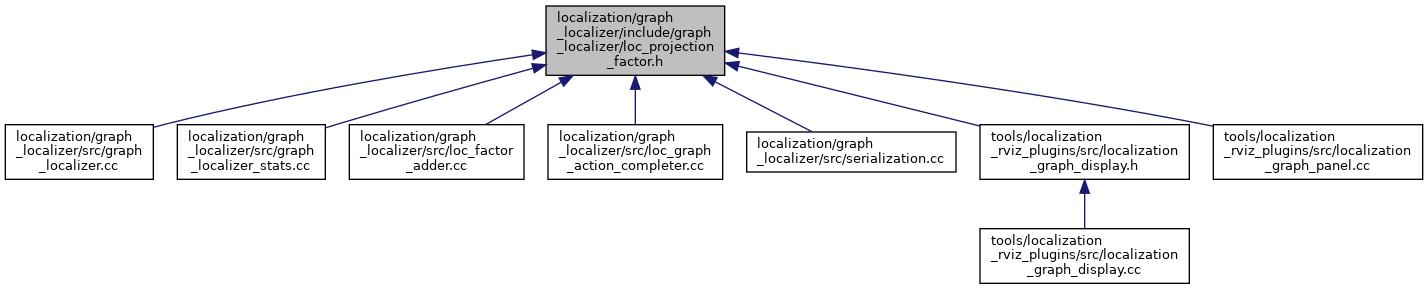 localization/graph
_localizer/include/graph
_localizer/loc_projection
_factor.h
localization/graph
_localizer/src/graph
_localizer.cc
localization/graph
_localizer/src/graph
_localizer_stats.cc
localization/graph
_localizer/src/loc_factor
_adder.cc
localization/graph
_localizer/src/loc_graph
_action_completer.cc
localization/graph
_localizer/src/serialization.cc
tools/localization
_rviz_plugins/src/localization
_graph_display.h
tools/localization
_rviz_plugins/src/localization
_graph_panel.cc
tools/localization
_rviz_plugins/src/localization
_graph_display.cc